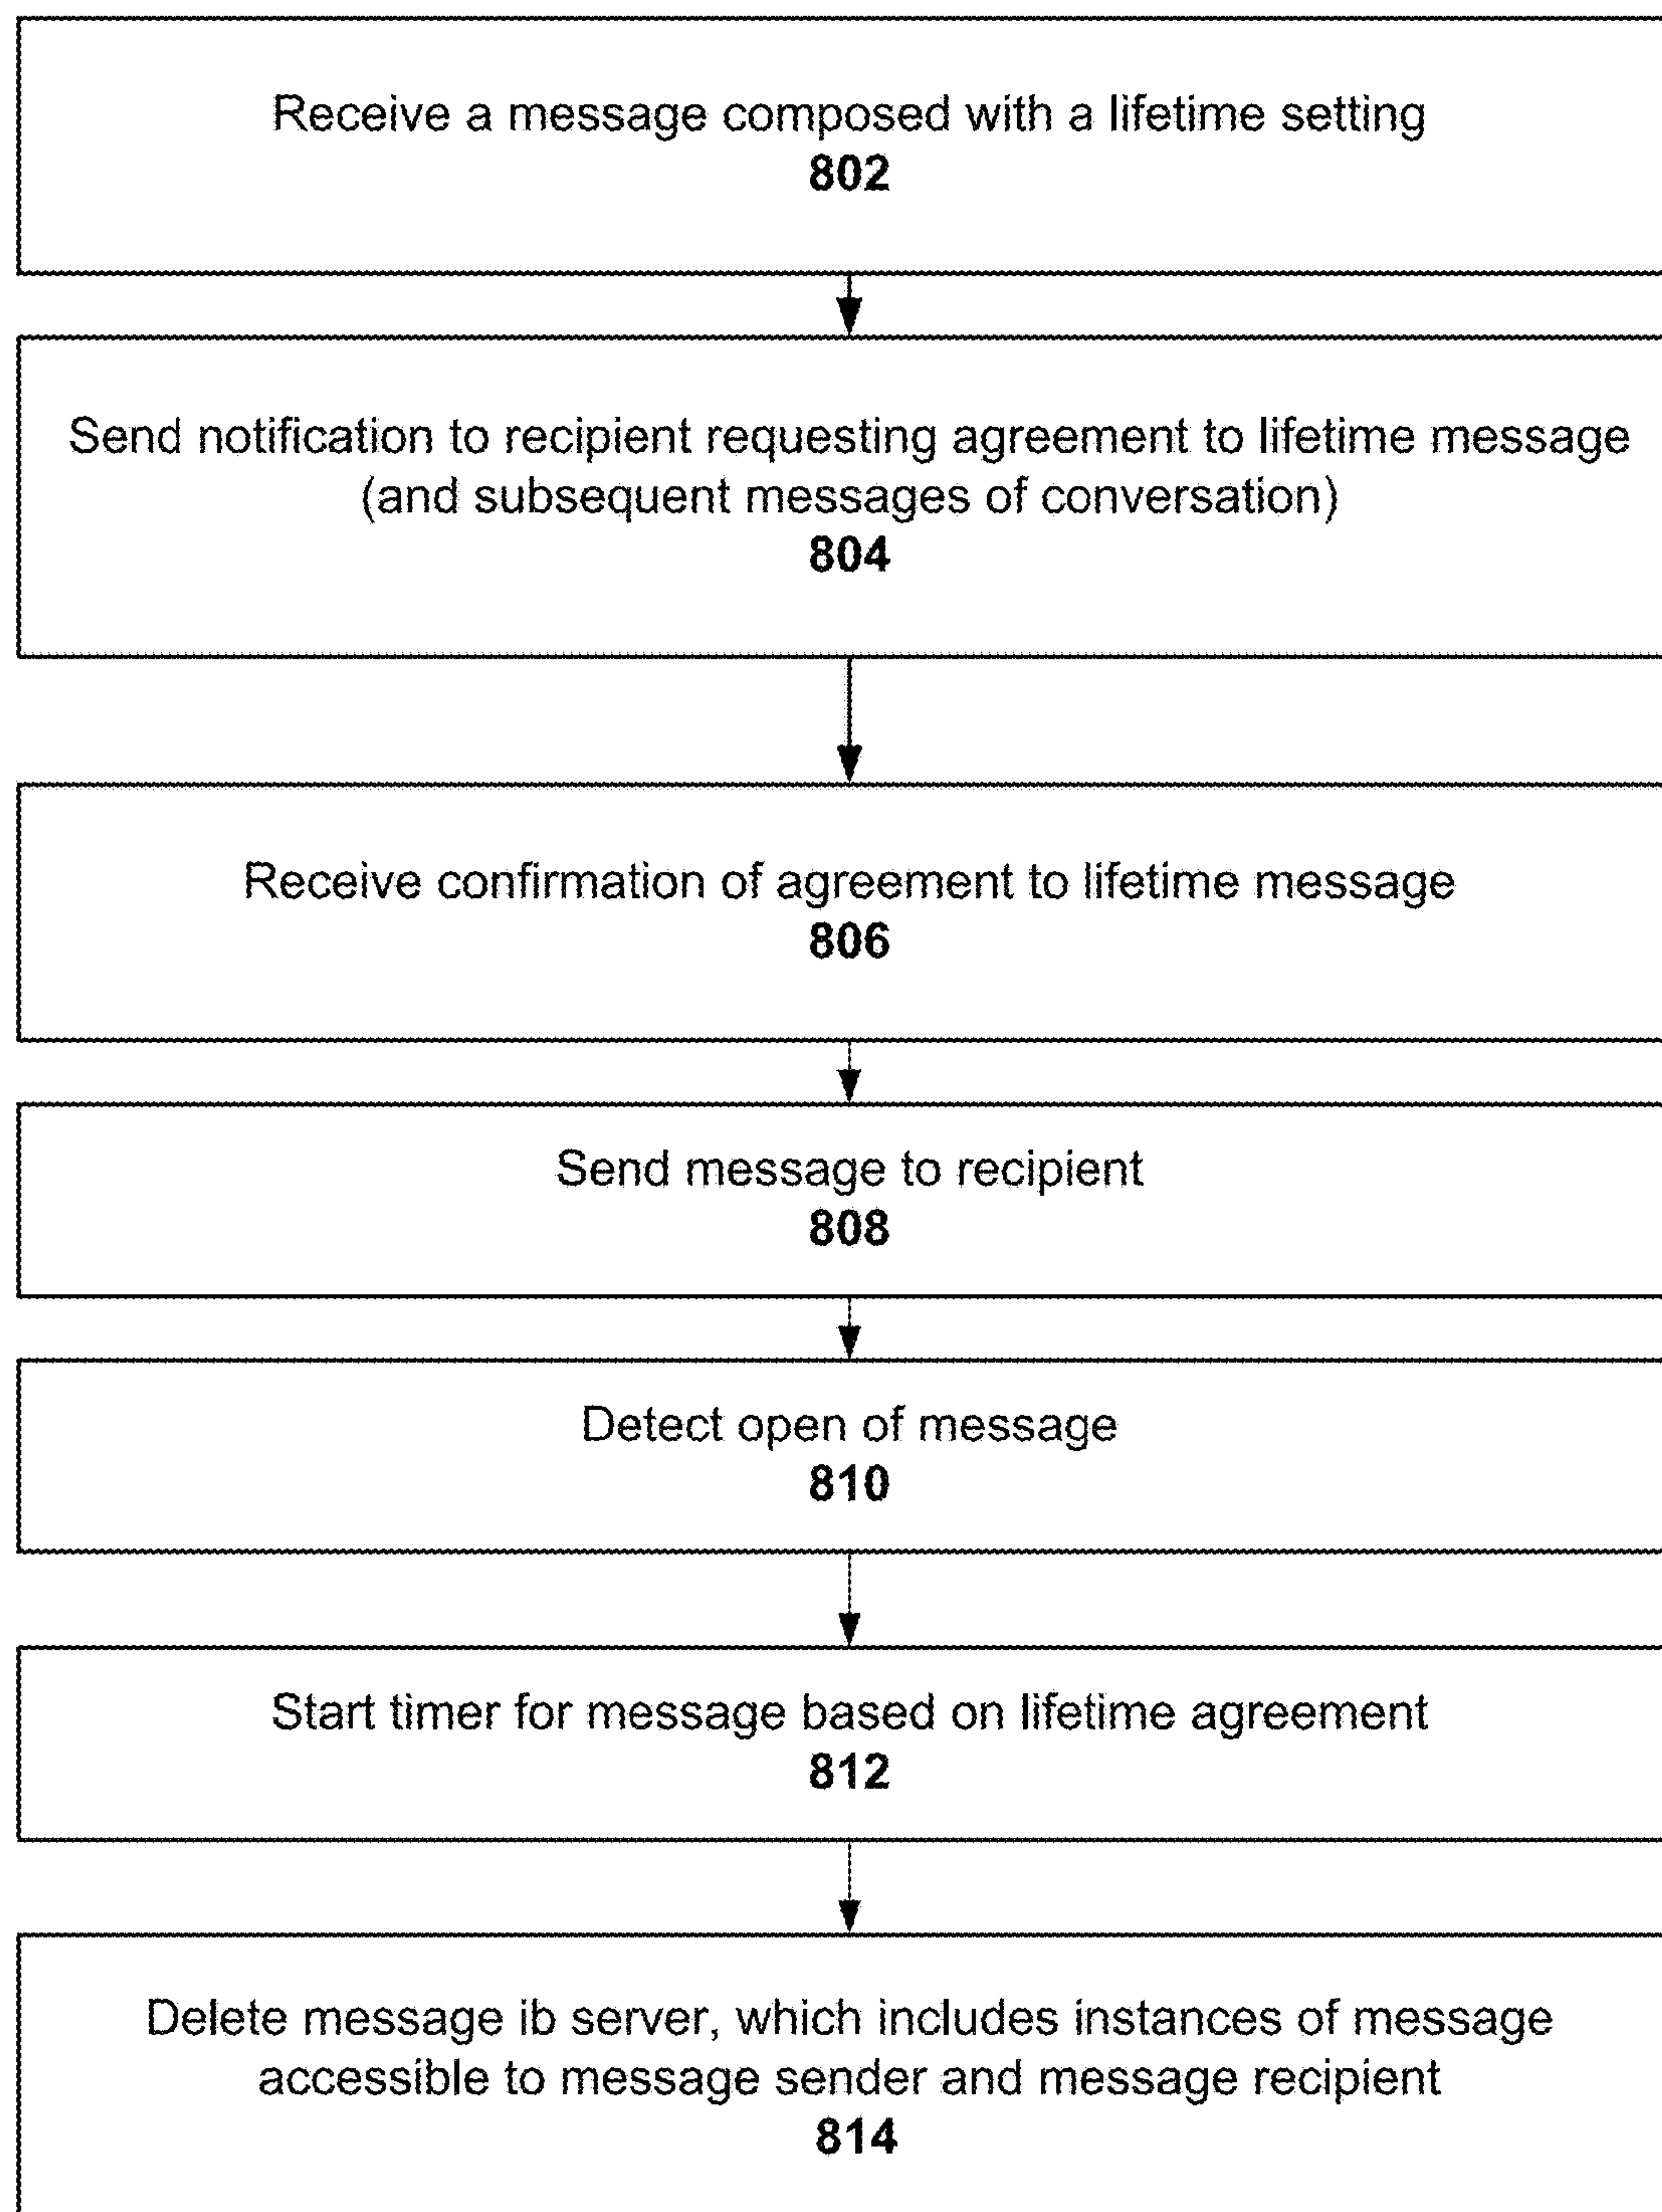 Receive a message composed with a lifetime setting
802
Send notification to recipient requesting agreement to lifetime message
(and subsequent messages of conversation)
804
Receive confirmation of agreement to lifetime message
806
Send message to recipient
808
Detect open of message
810
Start timer for message based on lifetime agreement
812
Delete message ib server, which includes instances of message
accessible to message sender and message recipient
814